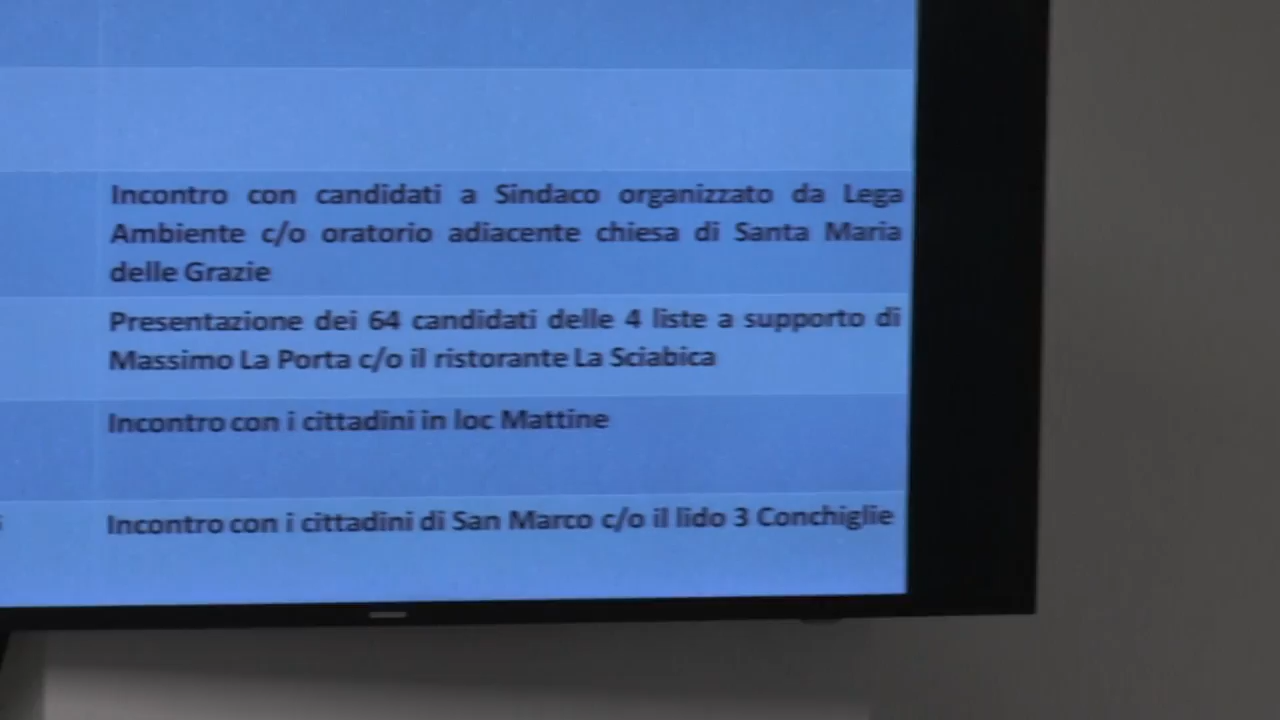 Incontro con candidati a Sindaco organizzato da Lega
Ambiente c/o oratorio adiacente chiesa di Santa Maria
delle Grazie
Presentazione dei 64 candidati delle 4 liste a supporto di
Massimo La Porta c/o il ristorante La Sciabica
Incontro con i cittadini in loc Mattine
Incontro con i cittadini di San Marco c/o il lido 3 Conchiglie